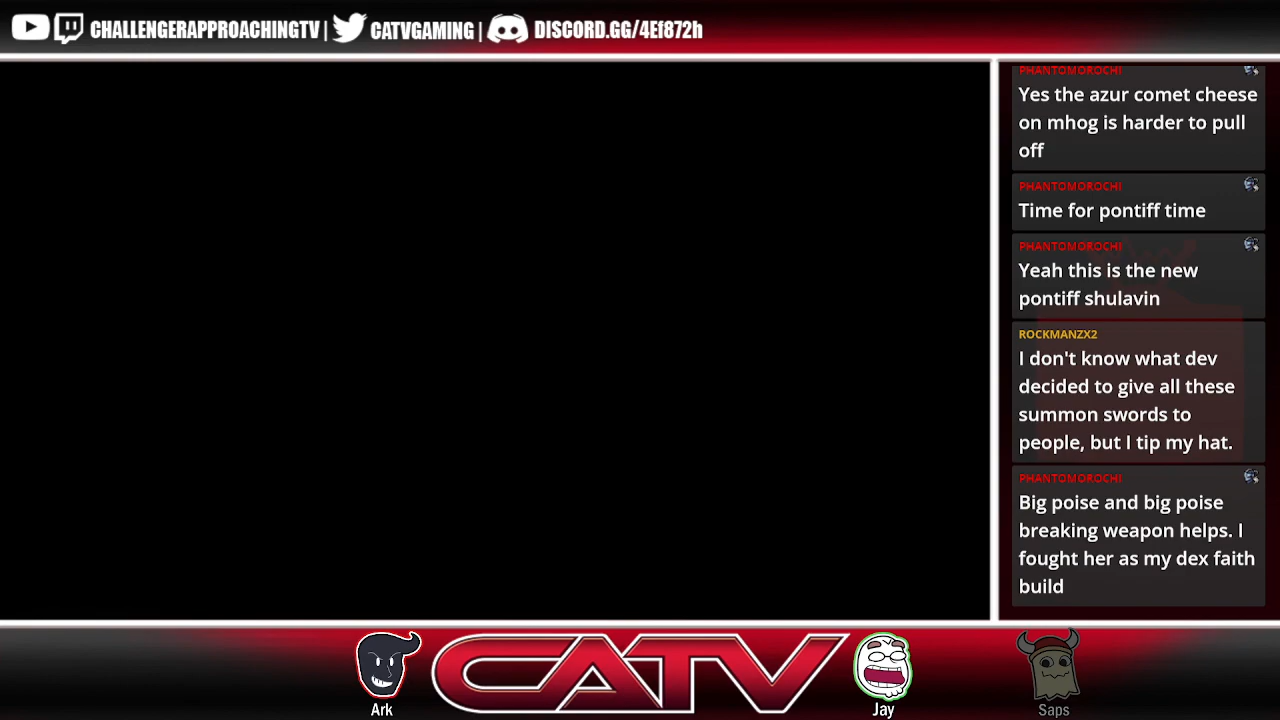 CHALLENGERAPPROACHINGTV | CATVGAMING | DISCORD.GG/4Ef872h
PHANTOMOROCHI
Yes the azur comet cheese
on mhog is harder to pull
off
PHANTOMOROCHI
Time for pontiff time
PHANTOMOROCHI
Yeah this is the new
pontiff shulavin
ROCKMANZX2
I don't know what dev
decided to give all these
summon swords to
people, but I tip my hat.
PHANTOMOROCHI
Big poise and big poise
breaking weapon helps. I
fought her as my dex faith
build
CATV
Ark
Jay
Saps